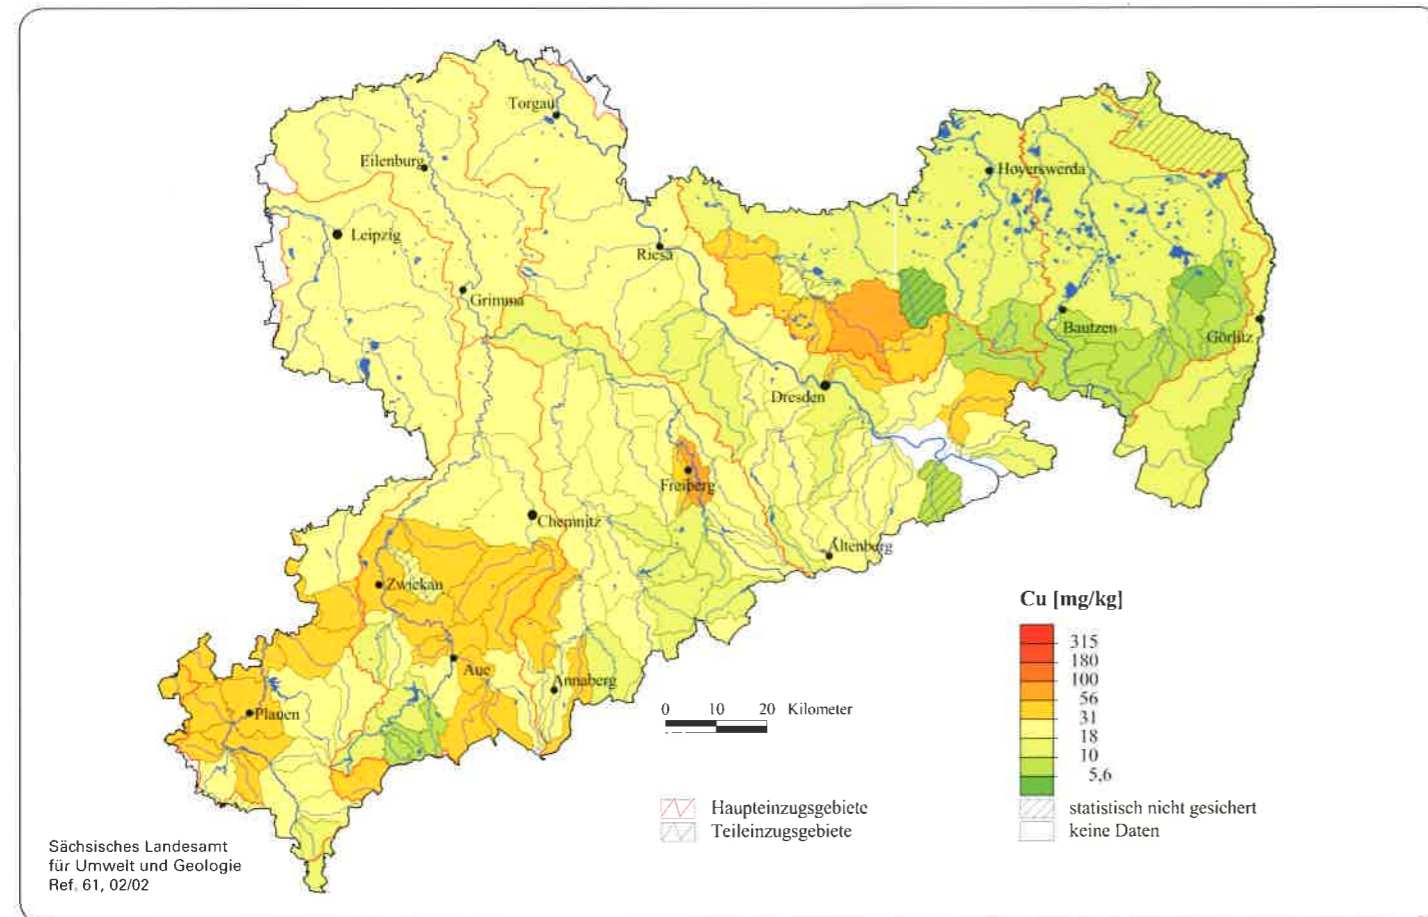 Torgau
Eilenburg
Hoyerswerda
Leipzig
Riesa
Grimma
Bautzen
Görlitz
Dresden
Freiberg
Chemnitz
Altenburg
Zwickau
Aue
Annaberg
Plauen
Cu [mg/kg]
315
180
100
56
31
18
10
5,6
0 10 20 Kilometer
Haupteinzugsgebiete
Teileinzugsgebiete
statistisch nicht gesichert
keine Daten
Sächsisches Landesamt
für Umwelt und Geologie
Ref. 61, 02/02